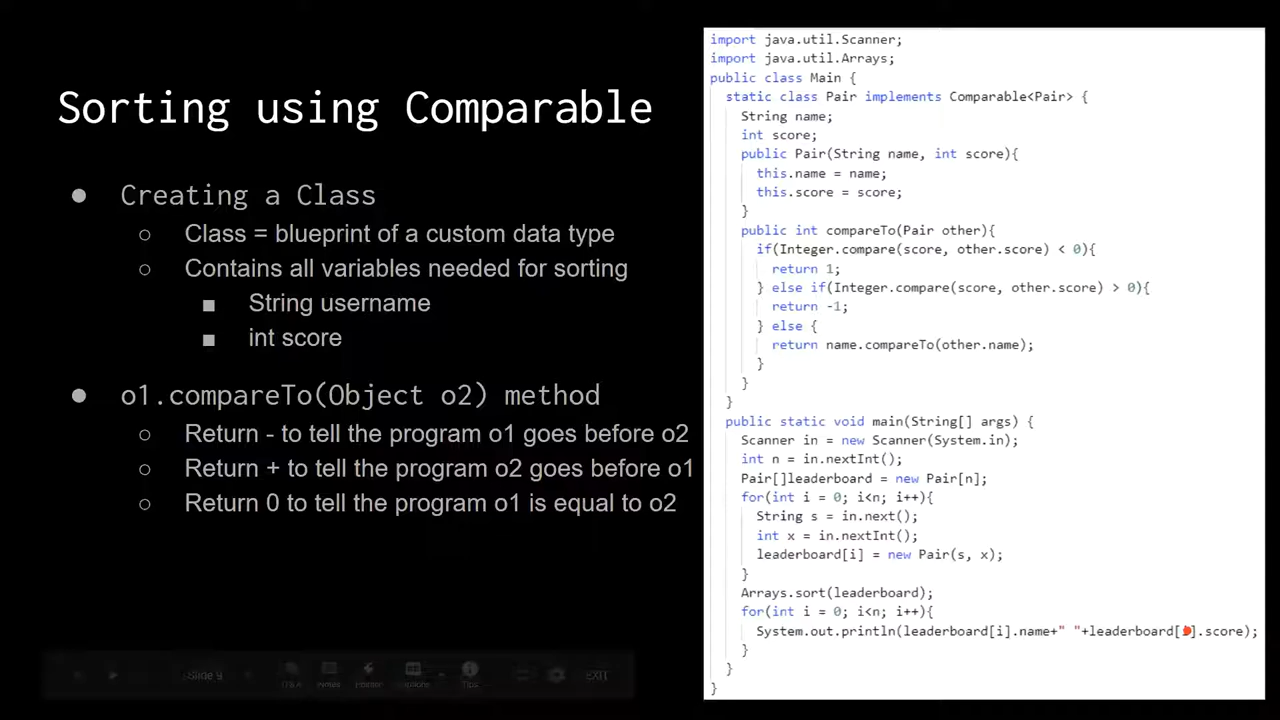 Sorting using Comparable
● Creating a Class
○ Class = blueprint of a custom data type
○ Contains all variables needed for sorting
■ String username
■ int score
● o1.compareTo(Object o2) method
○ Return - to tell the program o1 goes before o2
○ Return + to tell the program o2 goes before o1
○ Return 0 to tell the program o1 is equal to o2
import java.util.Scanner;
import java.util.Arrays;
public class Main {
static class Pair implements Comparable<Pair> {
String name;
int score;
public Pair(String name, int score){
this.name = name;
this.score = score;
}
public int compareTo(Pair other){
if(Integer.compare(score, other.score) < 0){
return 1;
} else if(Integer.compare(score, other.score) > 0){
return -1;
} else {
return name.compareTo(other.name);
}
}
}
public static void main(String[] args) {
Scanner in = new Scanner(System.in);
int n = in.nextInt();
Pair[]leaderboard = new Pair[n];
for(int i = 0; i<n; i++){
String s = in.next();
int x = in.nextInt();
leaderboard[i] = new Pair(s, x);
}
Arrays.sort(leaderboard);
for(int i = 0; i<n; i++){
System.out.println(leaderboard[i].name+" "+leaderboard[].score);
}
}
}
Slide 9
Notes
Tips
EXIT